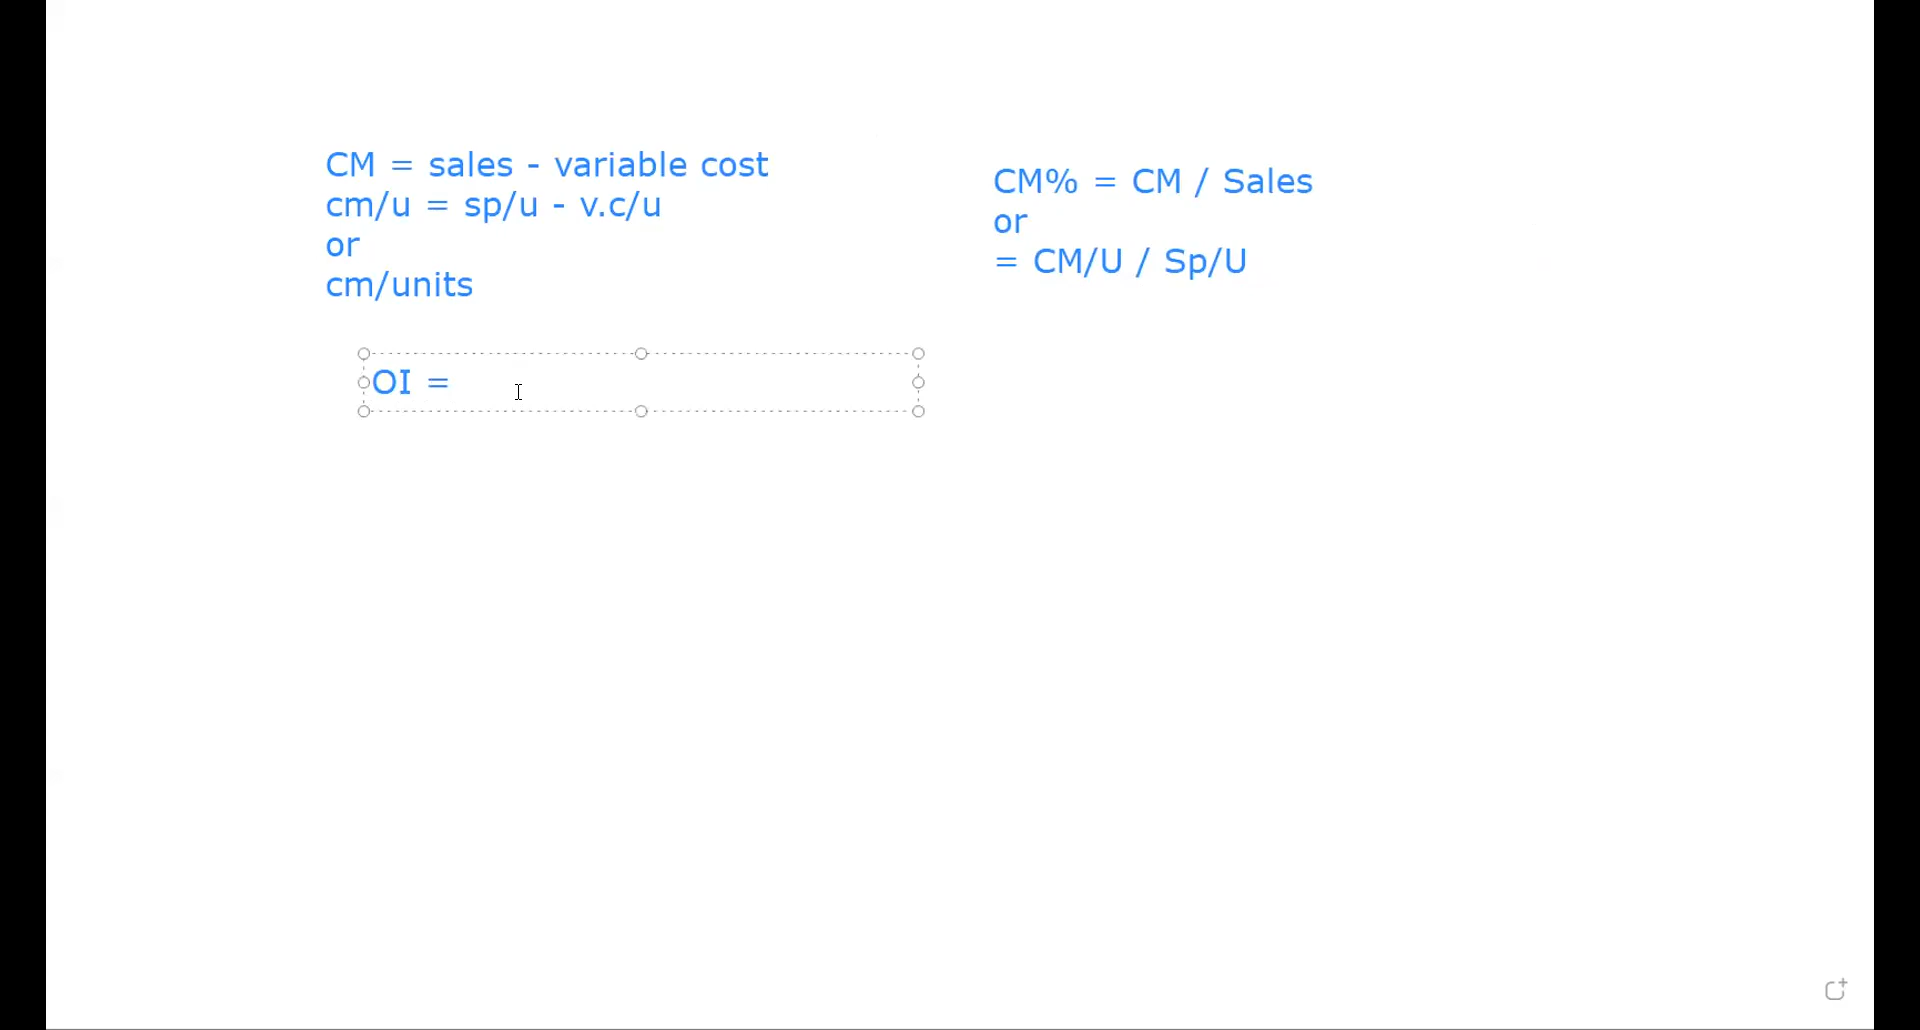 CM = sales - variable cost
cm/u = sp/u - v.c/u
or
cm/units
CM% = CM / Sales
or
= CM/U / Sp/U
OI =